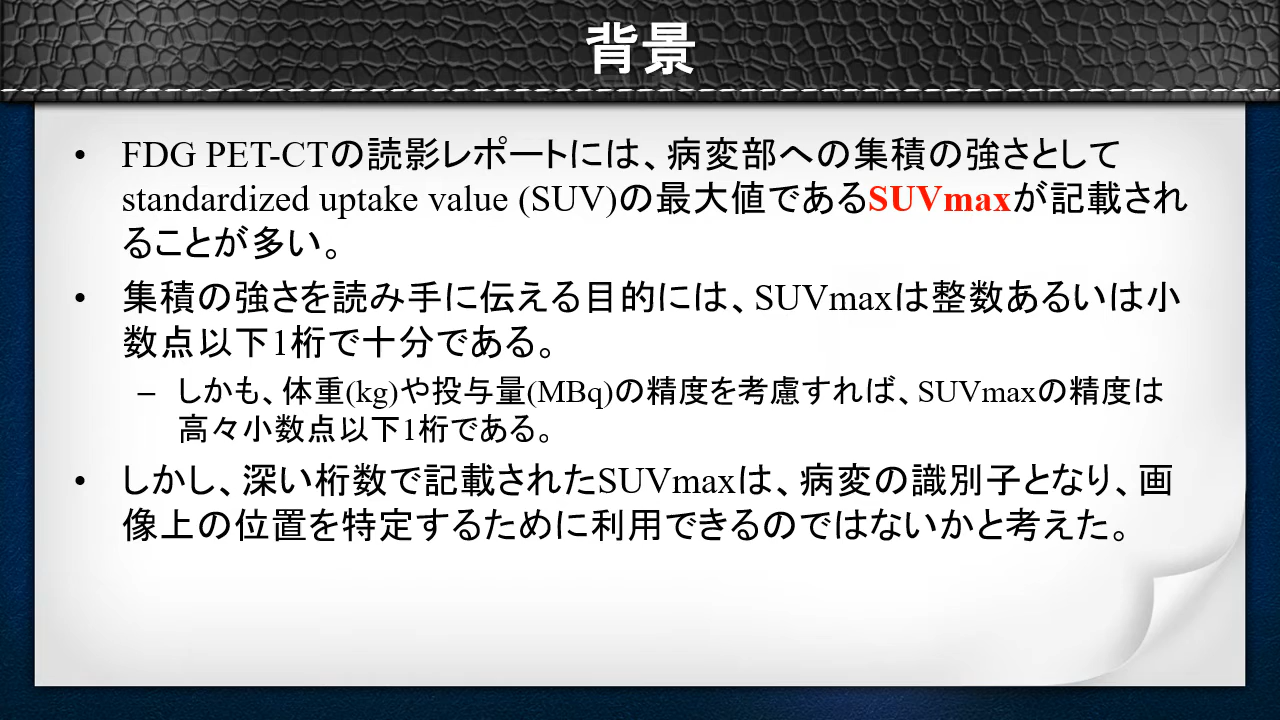 背景
• FDG PET-CTの読影レポートには、病変部への集積の強さとして
standardized uptake value (SUV)の最大値であるSUVmaxが記載され
ることが多い。
• 集積の強さを読み手に伝える目的には、SUVmaxは整数あるいは小
数点以下1桁で十分である。
– しかも、体重(kg)や投与量(MBq)の精度を考慮すれば、SUVmaxの精度は
高々小数点以下1桁である。
• しかし、深い桁数で記載されたSUVmaxは、病変の識別子となり、画
像上の位置を特定するために利用できるのではないかと考えた。